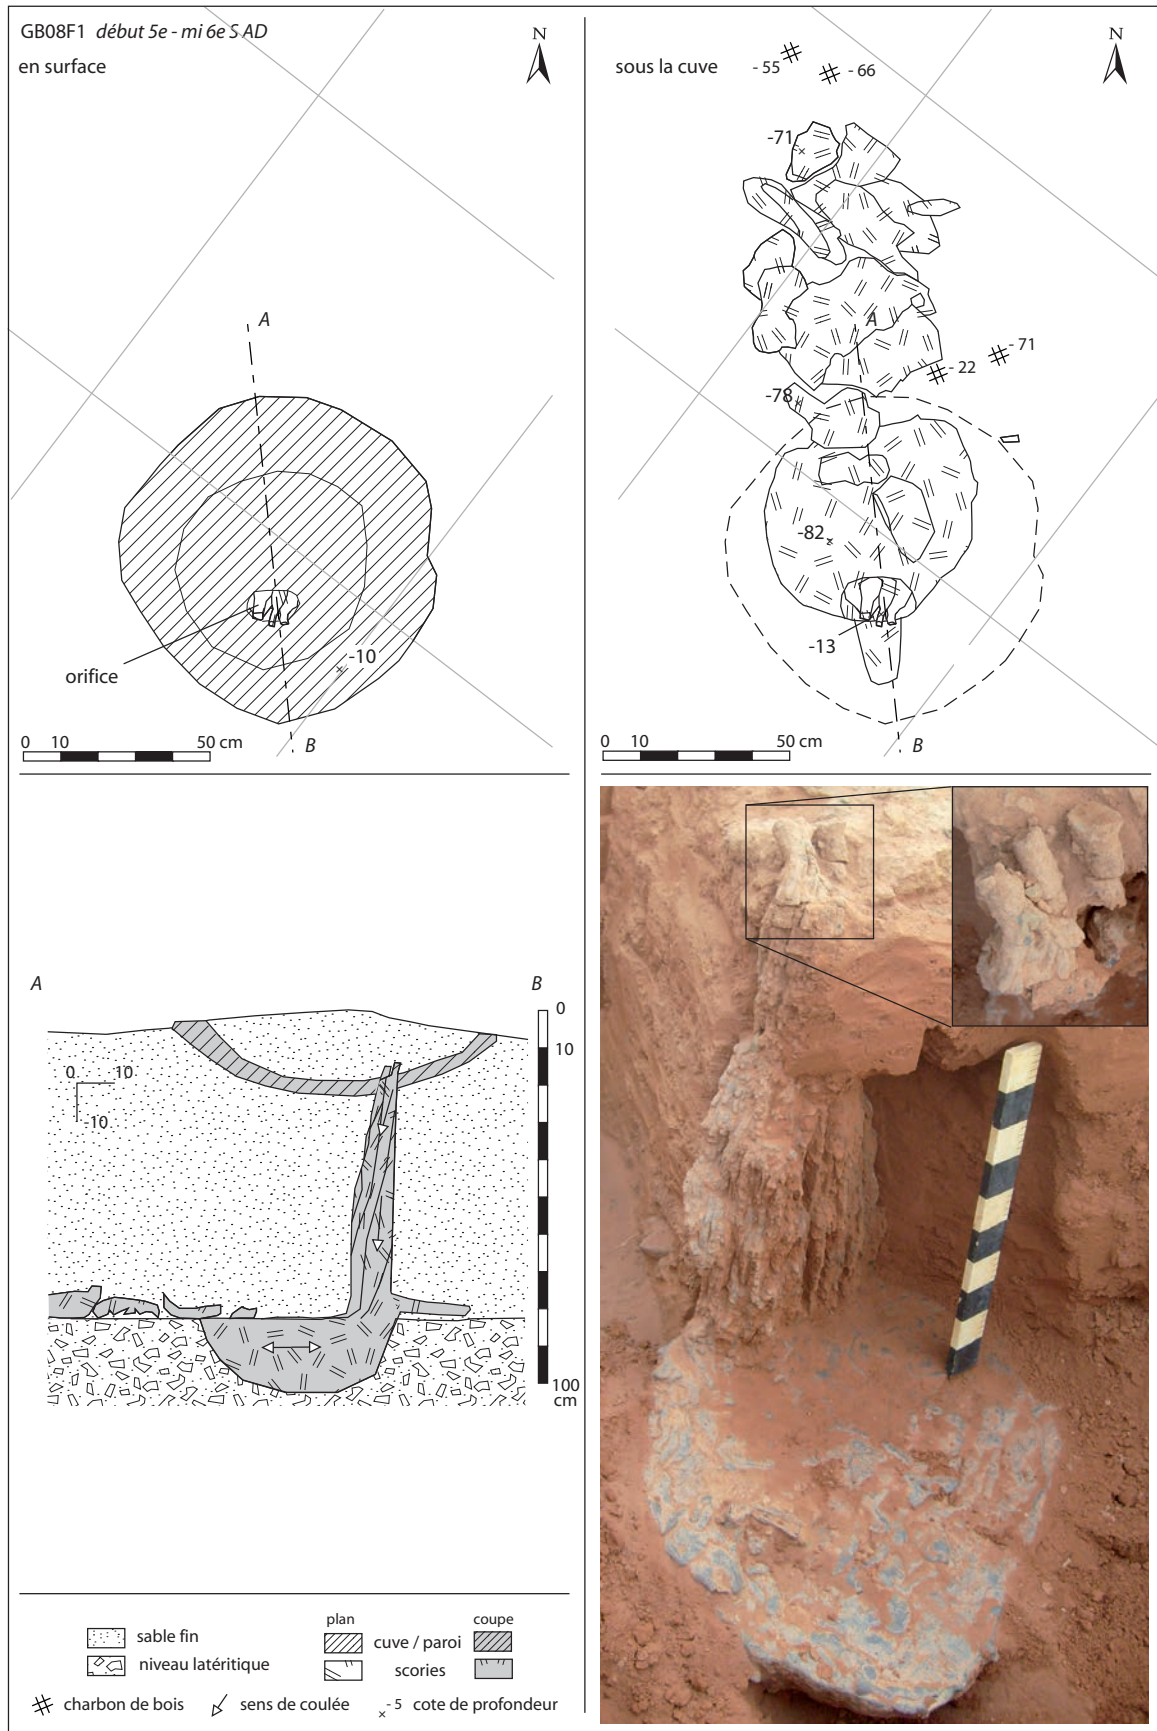 GB08F1 début 5e - mi 6e S AD
en surface
N
A
orifice
-10
0 10 50 cm
B
sous la cuve
N
- 55
- 66
-71
A
- 71
- 22
-78
-82
-13
0 10 50 cm
B
A
B
0
10
0 10
-10
100
cm
plan
coupe
sable fin
cuve / paroi
niveau latéritique
scories
charbon de bois
sens de coulée
- 5 cote de profondeur